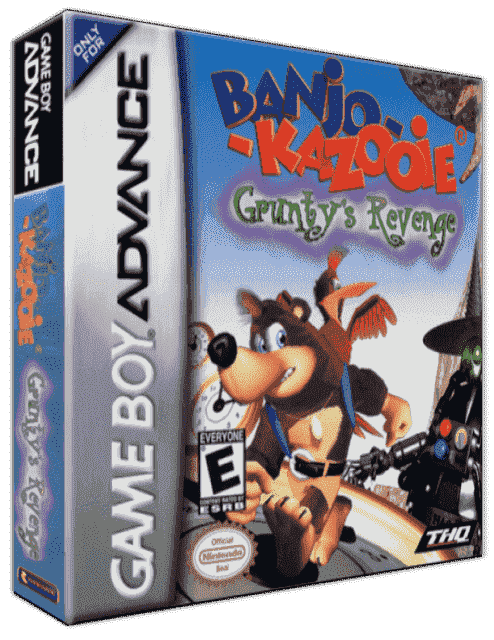 GAME BOY
ADVANCE
BANJO-
-KAZOOIE
Grunty's Revenge
ONLY
FOR
GAME BOY ADVANCE
BANJO-
-KAZOOIE
Grunty's Revenge
EVERYONE
E
CONTENT RATED BY
ESRB
Official
Nintendo
Seal
THQ